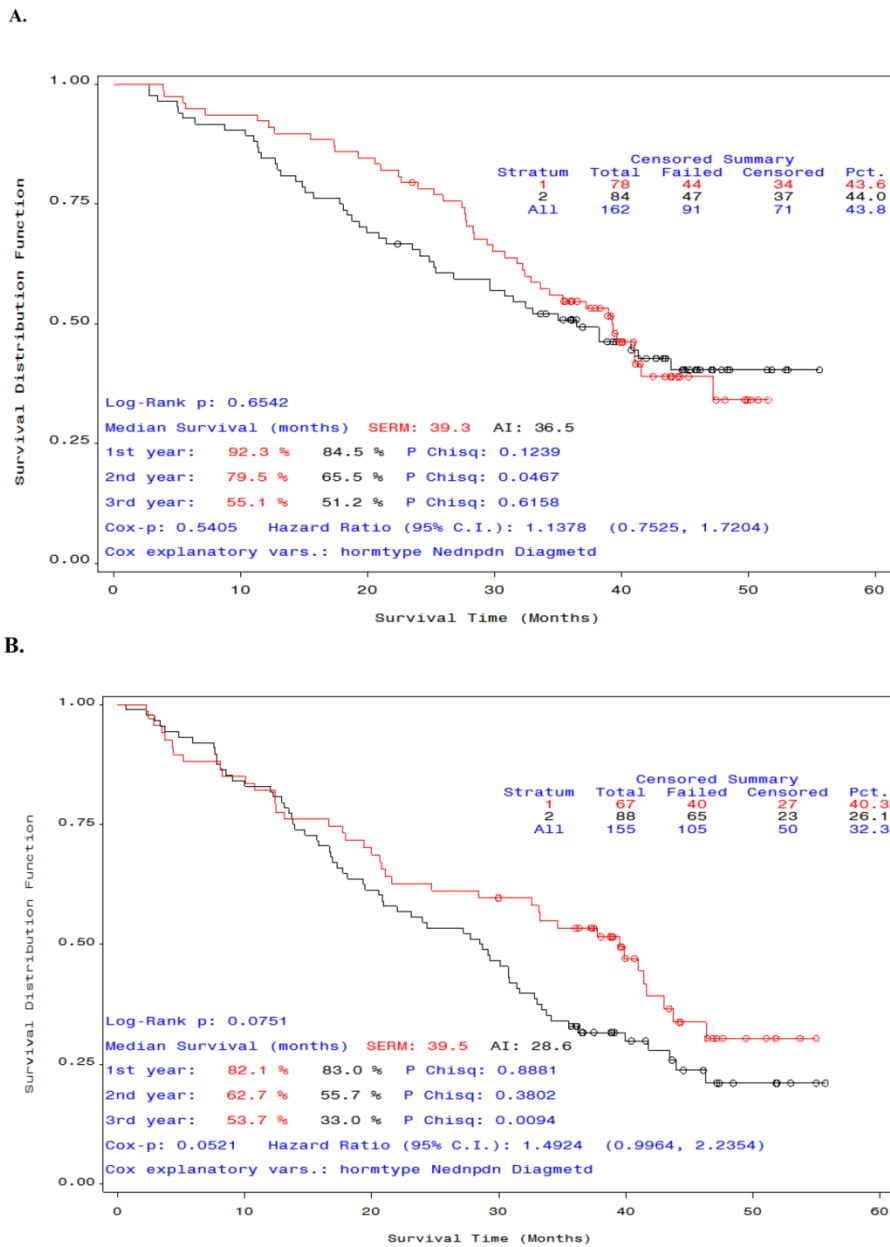 A.
1.00
0.75
0.50
0.25
0.00
Survival Distribution Function
Censored Summary
Stratum Total Failed Censored Pct.
1 78 44 34 43.6
2 84 47 37 44.0
All 162 91 71 43.8
Log-Rank p: 0.6542
Median Survival (months) SERM: 39.3 AI: 36.5
1st year: 92.3 % 84.5 % P Chisq: 0.1239
2nd year: 79.5 % 65.5 % P Chisq: 0.0467
3rd year: 55.1 % 51.2 % P Chisq: 0.6158
Cox-p: 0.5405 Hazard Ratio (95% C.I.): 1.1378 (0.7525, 1.7204)
Cox explanatory vars.: hormtype Nednpdn Diagmetd
0 10 20 30 40 50 60
Survival Time (Months)
B.
1.00
0.75
0.50
0.25
0.00
Survival Distribution Function
Censored Summary
Stratum Total Failed Censored Pct.
1 67 40 27 40.3
2 88 65 23 26.1
All 155 105 50 32.3
Log-Rank p: 0.0751
Median Survival (months) SERM: 39.5 AI: 28.6
1st year: 82.1 % 83.0 % P Chisq: 0.8881
2nd year: 62.7 % 55.7 % P Chisq: 0.3802
3rd year: 53.7 % 33.0 % P Chisq: 0.0094
Cox-p: 0.0521 Hazard Ratio (95% C.I.): 1.4924 (0.9964, 2.2354)
Cox explanatory vars.: hormtype Nednpdn Diagmetd
0 10 20 30 40 50 60
Survival Time (Months)